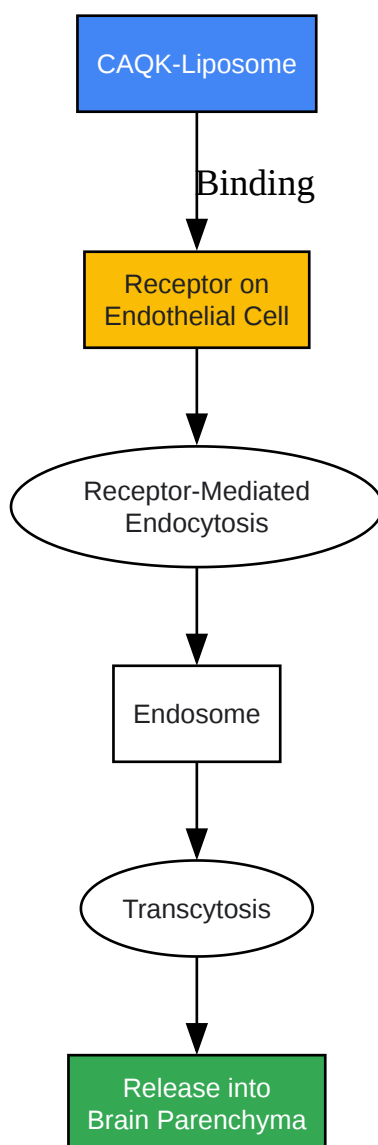 CAQK-Liposome
Binding
Receptor on
Endothelial Cell
Receptor-Mediated
Endocytosis
Endosome
Transcytosis
Release into
Brain Parenchyma